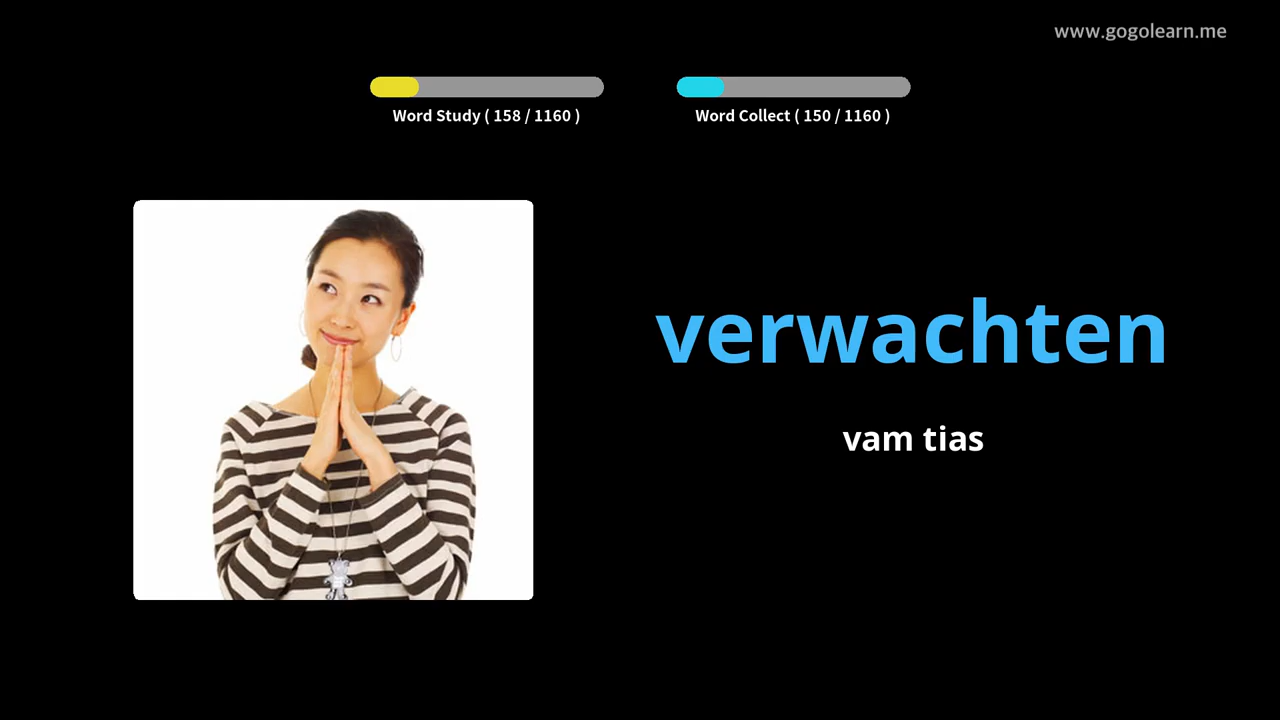 www.gogolearn.me
Word Study ( 158 / 1160 )
Word Collect ( 150 / 1160 )
verwachten
vam tias